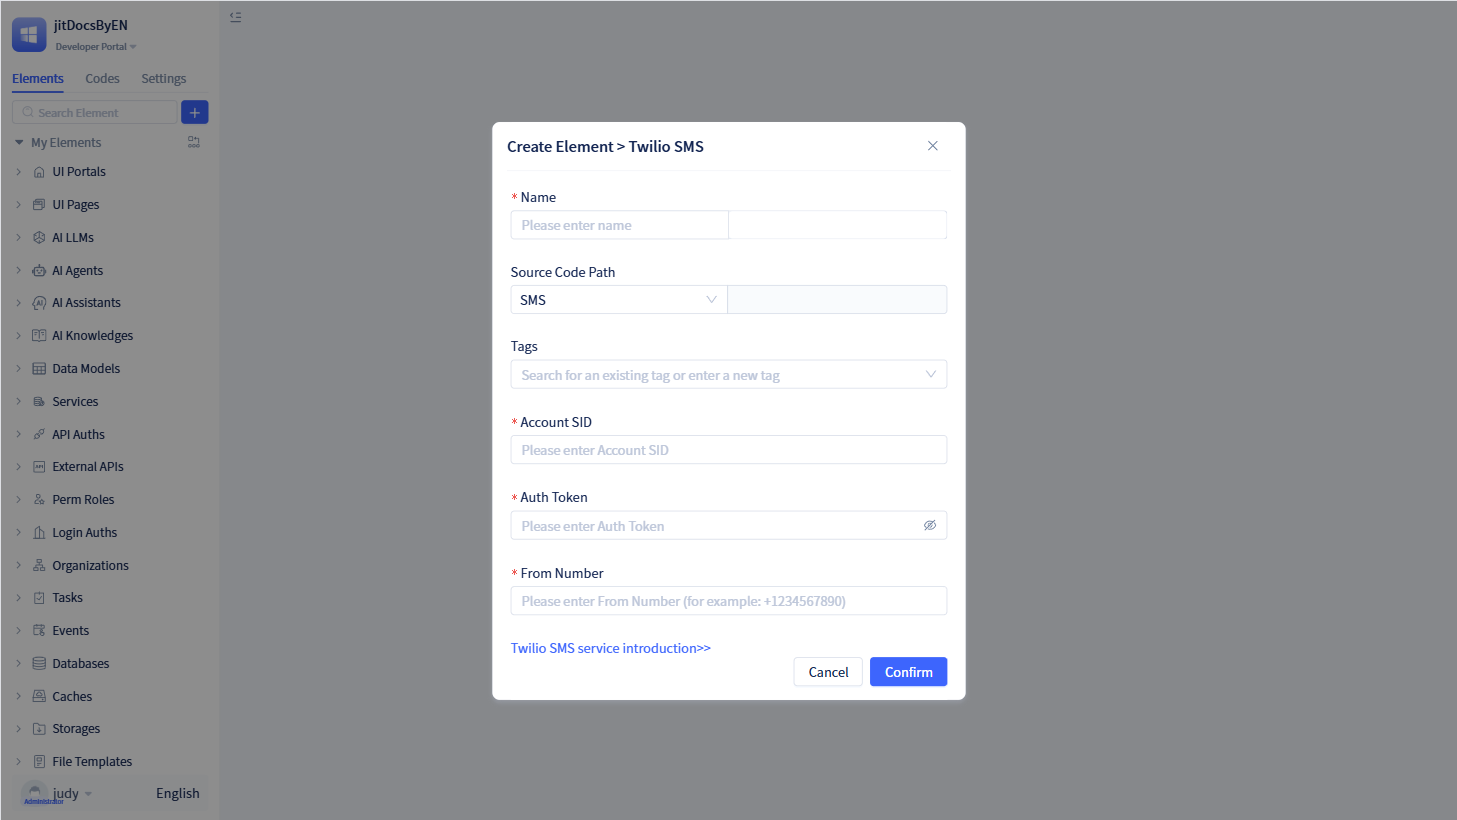 jitDocsByEN
Developer Portal
Elements Codes Settings
Search Element
My Elements
UI Portals
UI Pages
AI LLMs
AI Agents
AI Assistants
AI Knowledges
Data Models
Services
API Auths
External APIs
Perm Roles
Login Auths
Organizations
Tasks
Events
Databases
Caches
Storages
File Templates
judy
Administrator
English
Create Element > Twilio SMS
* Name
Please enter name
Source Code Path
SMS
Tags
Search for an existing tag or enter a new tag
* Account SID
Please enter Account SID
* Auth Token
Please enter Auth Token
* From Number
Please enter From Number (for example: +1234567890)
Twilio SMS service introduction>>
Cancel Confirm